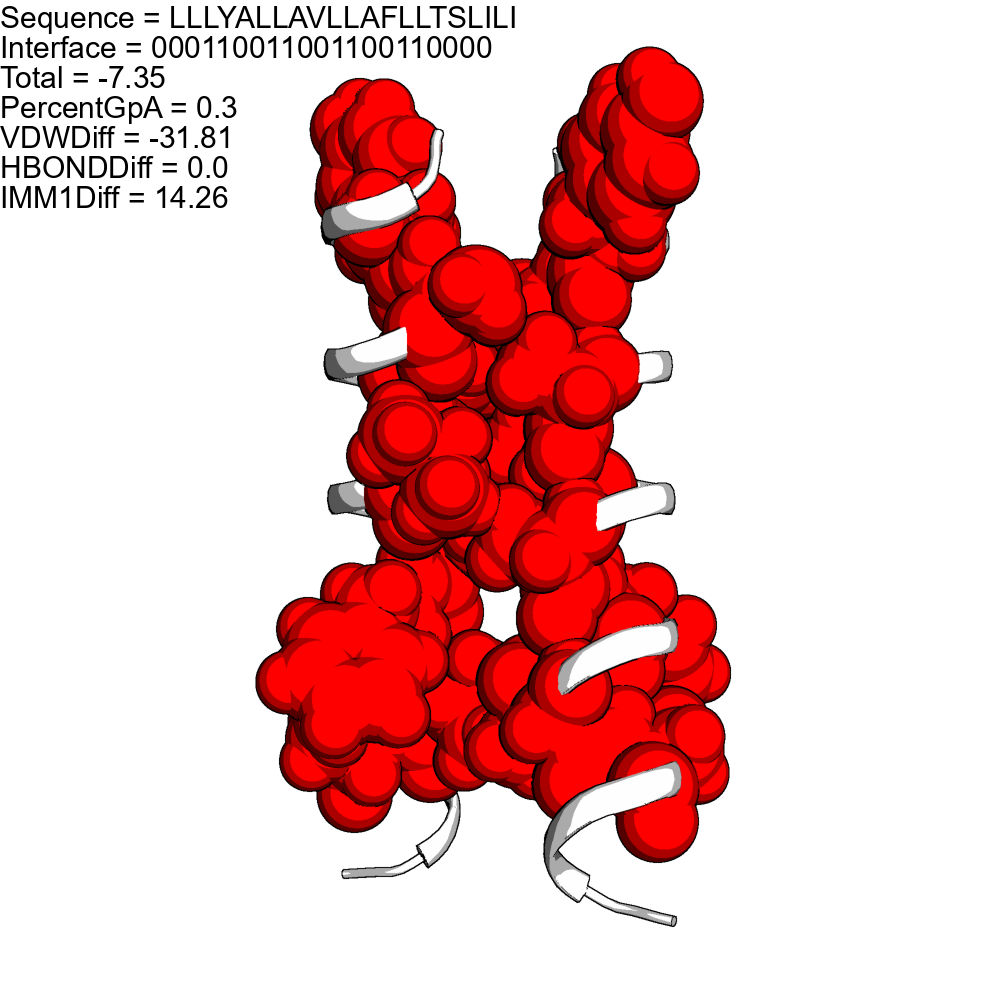 Sequence = LLLYALLAVLLAFLLTSLILI
Interface = 000110011001100110000
Total = -7.35
PercentGpA = 0.3
VDWDiff = -31.81
HBONDDiff = 0.0
IMM1Diff = 14.26